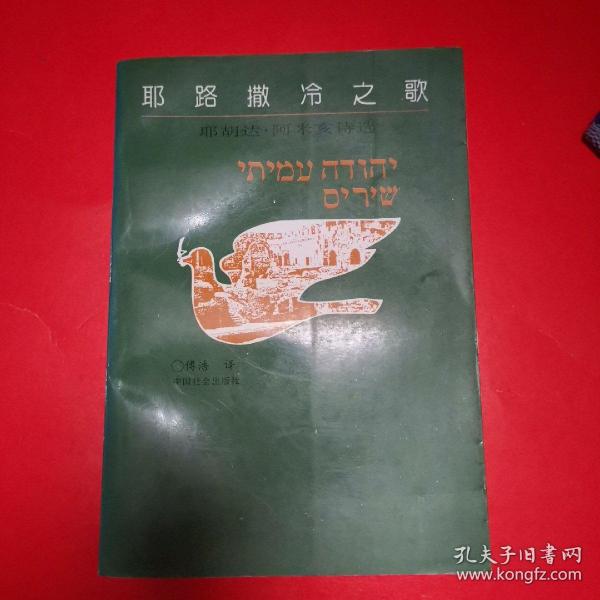 耶路撒冷之歌
耶胡达·阿米亥诗选
יהודה עמיתי
שירים
傅浩 译
中国社会出版社
孔夫子旧书网
www.kongfz.com